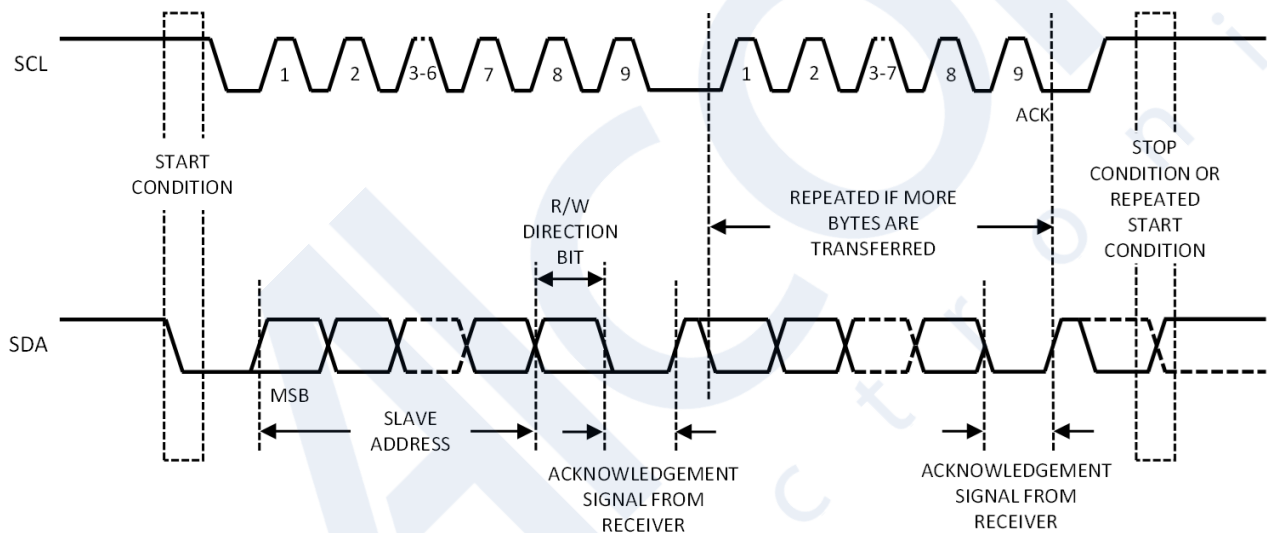 SCL
1 2 3-6 7 8 9 1 2 3-7 8 9
ACK
START
CONDITION
R/W
DIRECTION
BIT
REPEATED IF MORE
BYTES ARE
TRANSFERRED
STOP
CONDITION OR
REPEATED
START
CONDITION
SDA
MSB
SLAVE
ADDRESS
ACKNOWLEDGEMENT
SIGNAL FROM
RECEIVER
ACKNOWLEDGEMENT
SIGNAL FROM
RECEIVER